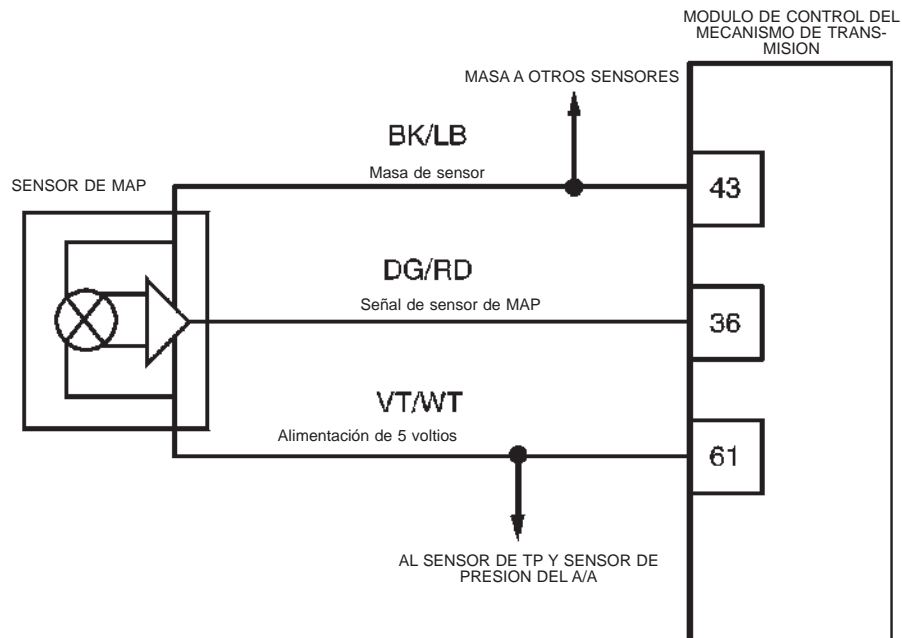 MODULO DE CONTROL DEL
MECANISMO DE TRANS-
MISION
MASA A OTROS SENSORES
BK/LB
Masa de sensor
SENSOR DE MAP
43
DG/RD
Señal de sensor de MAP
36
VT/WT
Alimentación de 5 voltios
61
AL SENSOR DE TP Y SENSOR DE
PRESION DEL A/A